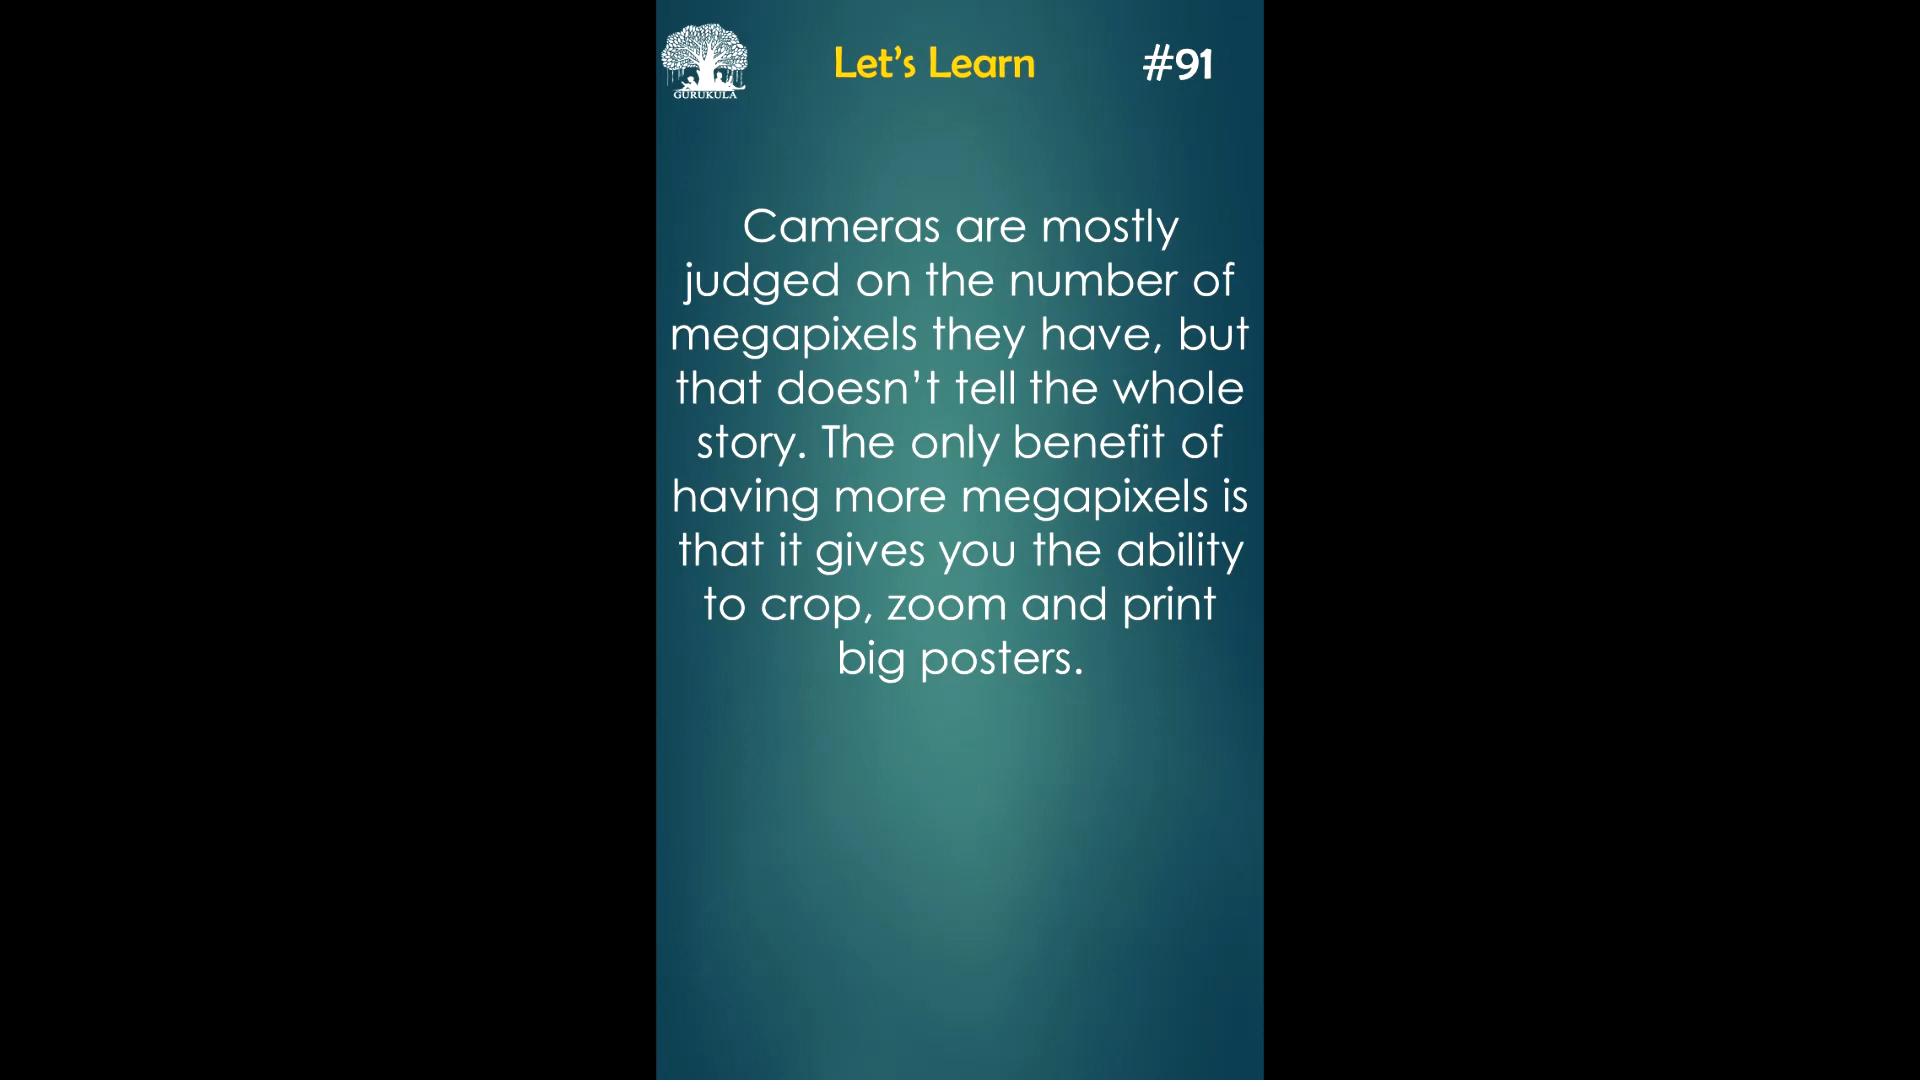 GURUKULA
Let's Learn
#91
Cameras are mostly
judged on the number of
megapixels they have, but
that doesn't tell the whole
story. The only benefit of
having more megapixels is
that it gives you the ability
to crop, zoom and print
big posters.